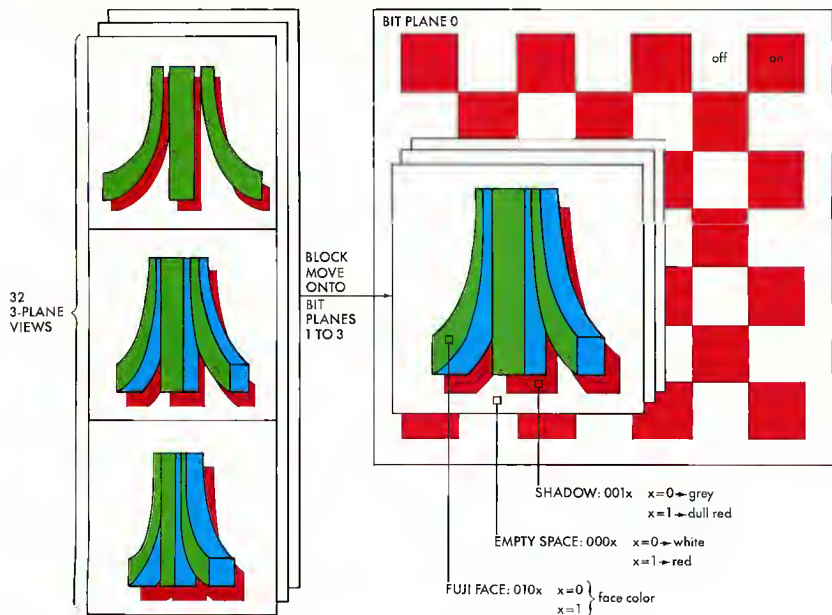 BIT PLANE 0
off on
32
3-PLANE
VIEWS
BLOCK
MOVE
ONTO
BIT
PLANES
1 TO 3
SHADOW: 001x x=0→grey
x=1→dull red
EMPTY SPACE: 000x x=0→white
x=1→red
FUJI FACE: 010x x=0
x=1 } face color